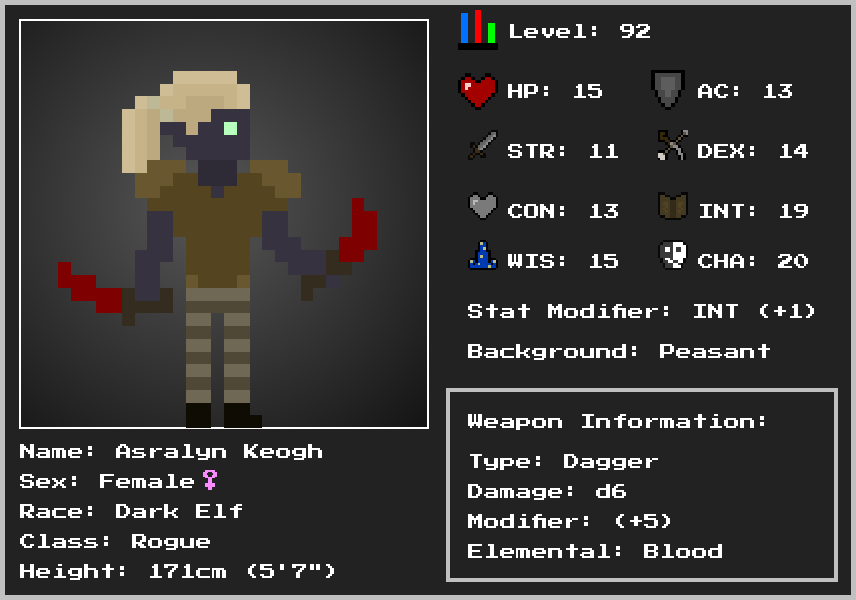 Level: 92
HP: 15 AC: 13
STR: 11 DEX: 14
CON: 13 INT: 19
WIS: 15 CHA: 20
Stat Modifier: INT (+1)
Background: Peasant
Weapon Information:
Type: Dagger
Damage: d6
Modifier: (+5)
Elemental: Blood
Name: Asralyn Keogh
Sex: Female♀
Race: Dark Elf
Class: Rogue
Height: 171cm (5'7")